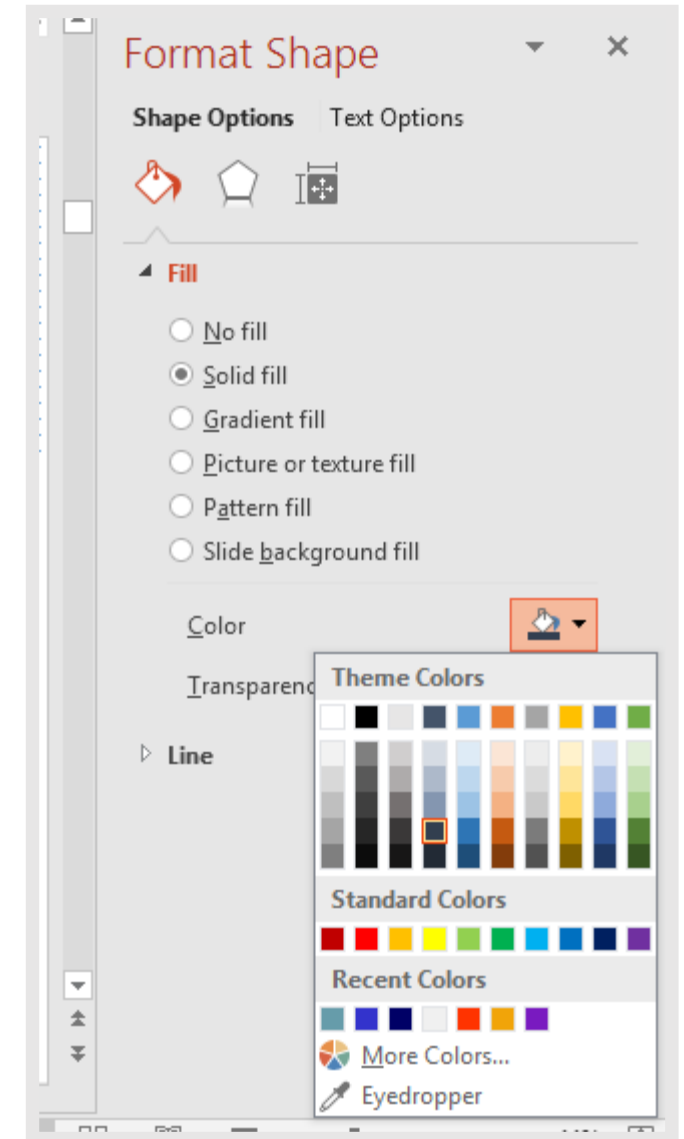 Format Shape
Shape Options Text Options
Fill
No fill
Solid fill
Gradient fill
Picture or texture fill
Pattern fill
Slide background fill
Color
Transparenc
Theme Colors
Line
Standard Colors
Recent Colors
More Colors...
Eyedropper